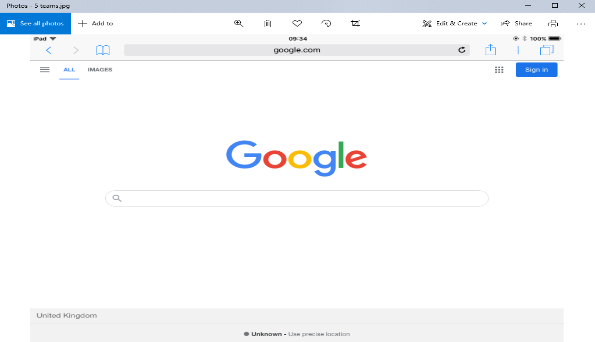 Photos - 5 teams.jpg
See all photos
Add to
Edit & Create
Share
iPad
09:34
100%
google.com
ALL
IMAGES
Sign in
Google
United Kingdom
Unknown - Use precise location